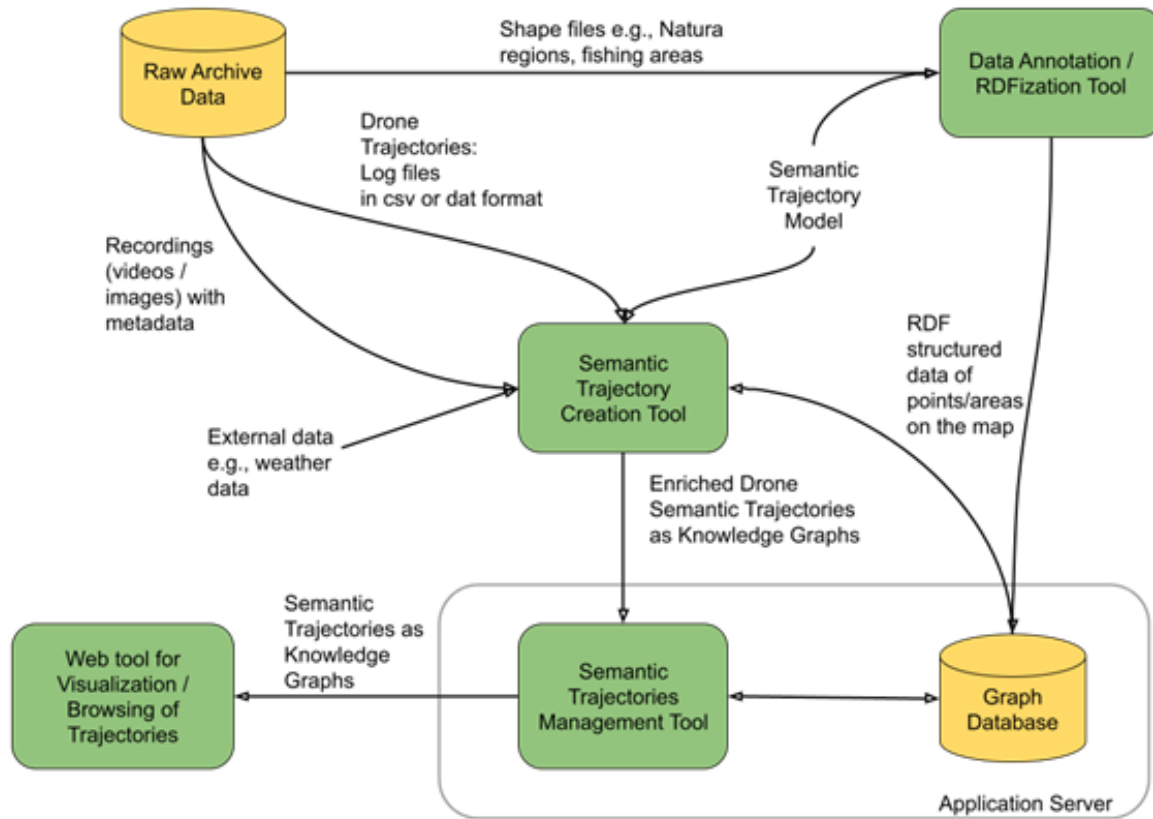 Raw Archive
Data
Shape files e.g., Natura
regions, fishing areas
Data Annotation /
RDFization Tool
Drone
Trajectories:
Log files
in csv or dat format
Semantic
Trajectory
Model
Recordings
(videos /
images) with
metadata
Semantic
Trajectory
Creation Tool
RDF
structured
data of
points/areas
on the map
External data
e.g., weather
data
Enriched Drone
Semantic Trajectories
as Knowledge Graphs
Semantic
Trajectories as
Knowledge
Graphs
Web tool for
Visualization /
Browsing of
Trajectories
Semantic
Trajectories
Management Tool
Graph
Database
Application Server